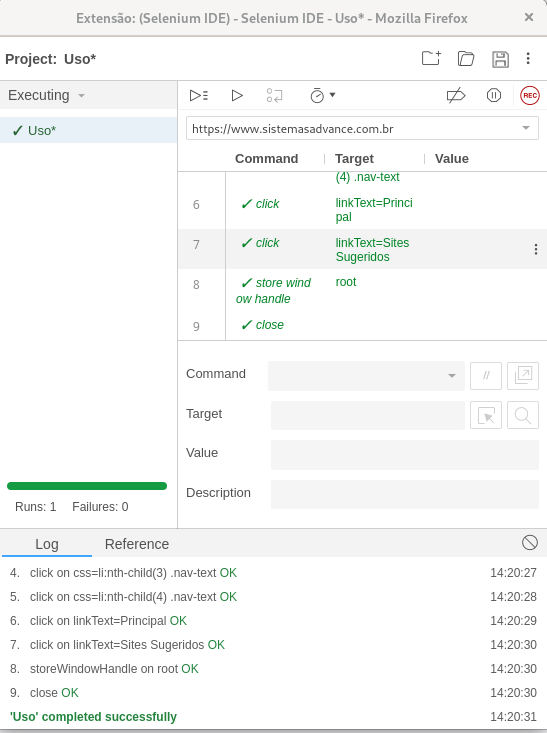 Extensão: (Selenium IDE) - Selenium IDE - Uso* - Mozilla Firefox
Project: Uso*
Executing
Uso*
REC
https://www.sistemasadvance.com.br
Command Target Value
(4) .nav-text
6 click linkText=Princi
pal
7 click linkText=Sites
Sugeridos
8 store wind root
ow handle
9 close
Command //
Target
Value
Description
Runs: 1 Failures: 0
Log Reference
4. click on css=li:nth-child(3) .nav-text OK 14:20:27
5. click on css=li:nth-child(4) .nav-text OK 14:20:28
6. click on linkText=Principal OK 14:20:29
7. click on linkText=Sites Sugeridos OK 14:20:30
8. storeWindowHandle on root OK 14:20:30
9. close OK 14:20:30
'Uso' completed successfully 14:20:31